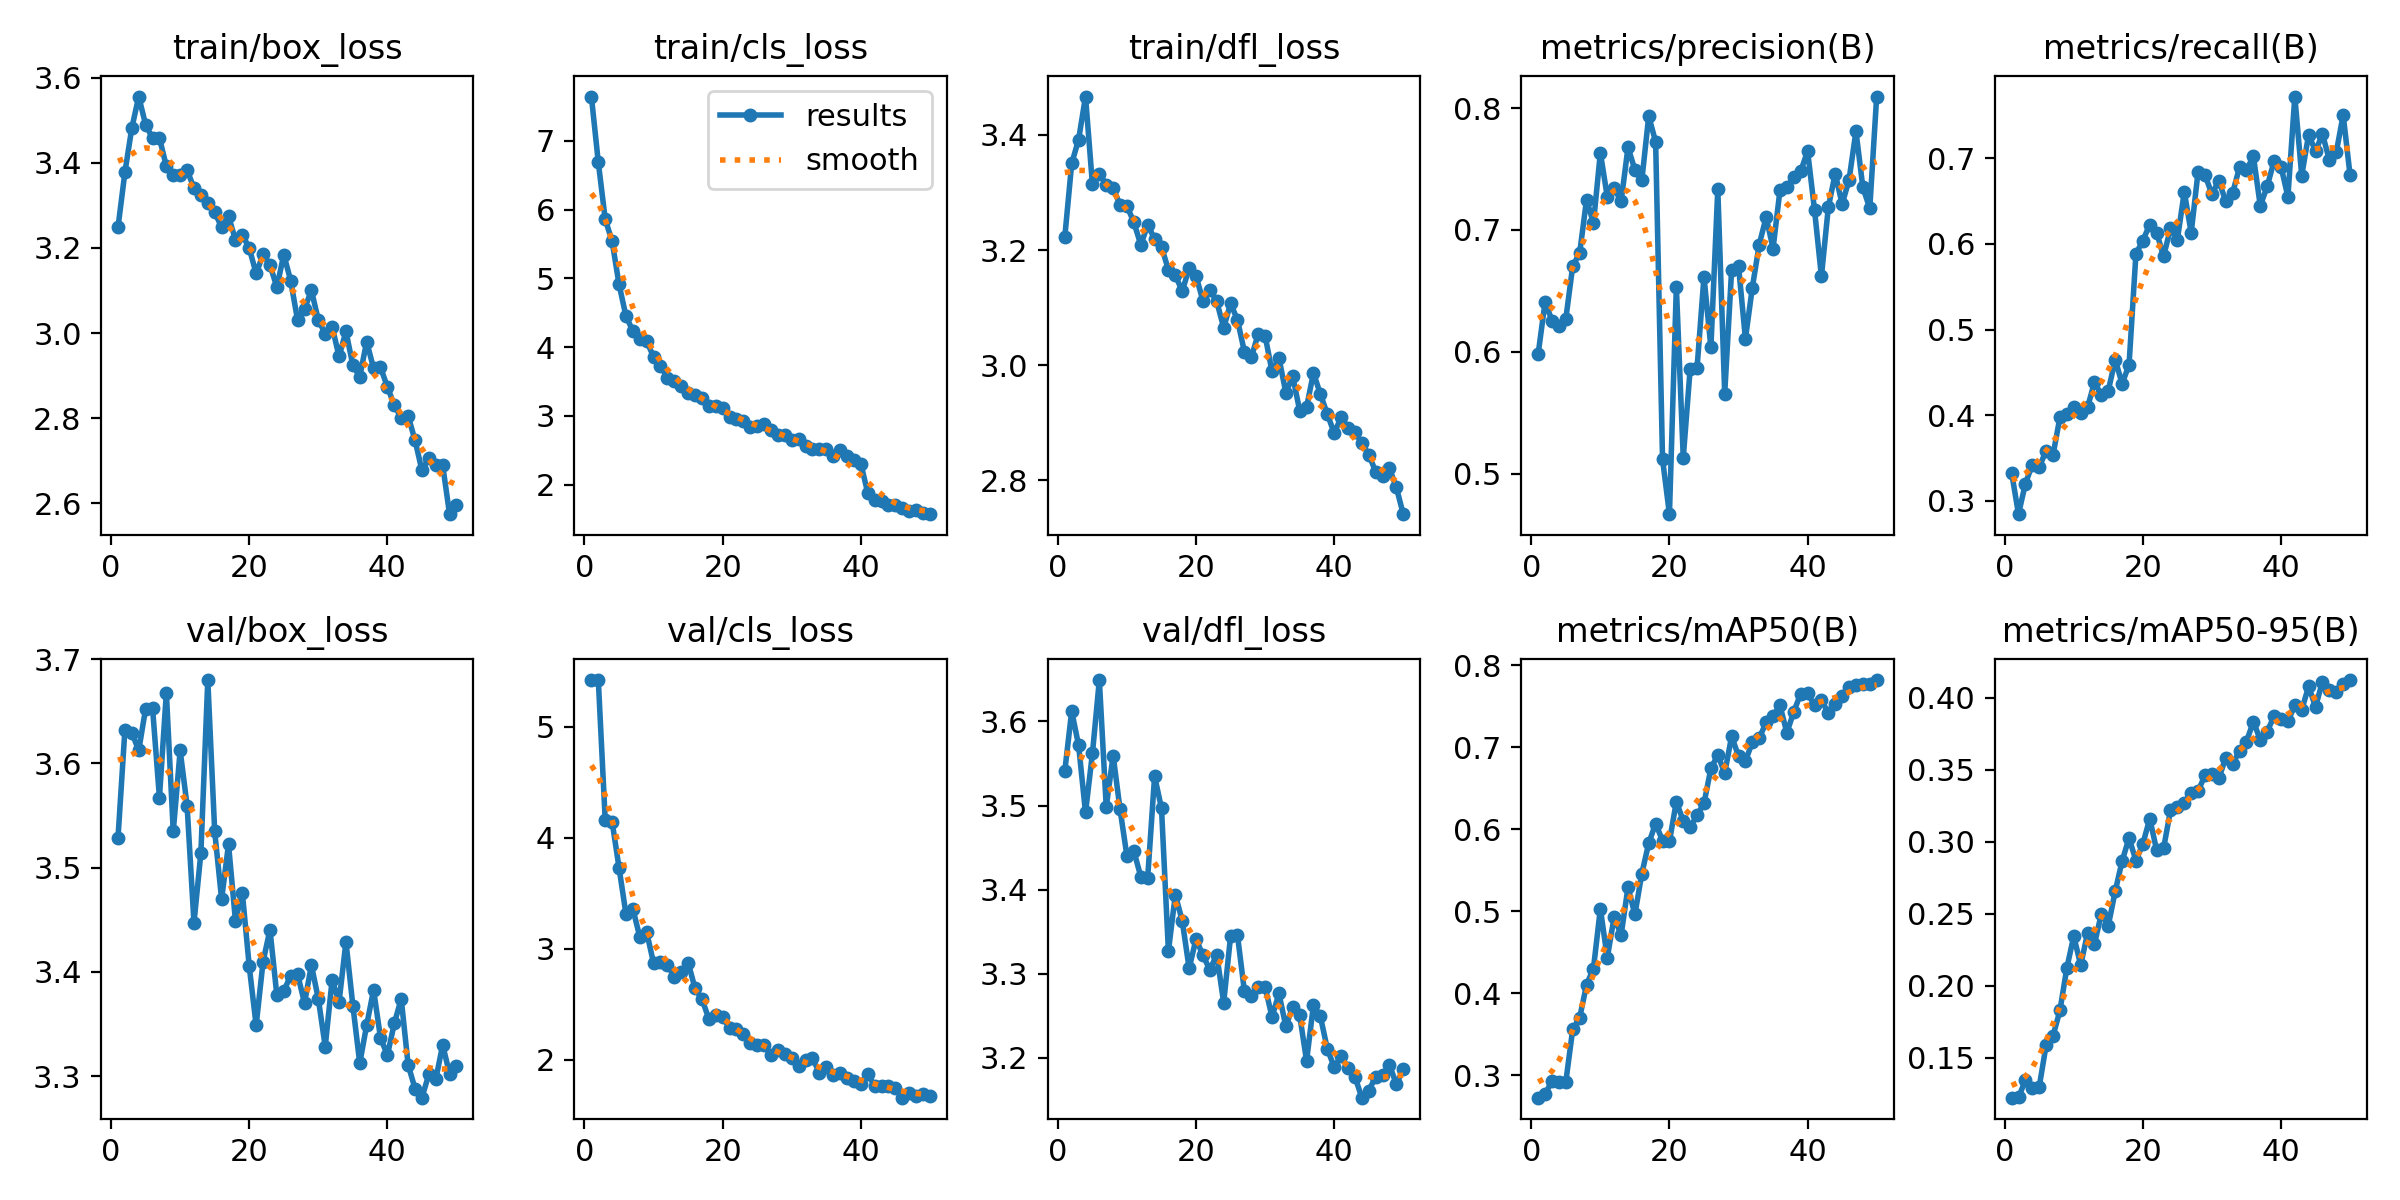 train/box_loss
3.6
3.4
3.2
3.0
2.8
2.6
0 20 40
train/cls_loss
results
smooth
7
6
5
4
3
2
0 20 40
train/dfl_loss
3.4
3.2
3.0
2.8
0 20 40
metrics/precision(B)
0.8
0.7
0.6
0.5
0 20 40
metrics/recall(B)
0.7
0.6
0.5
0.4
0.3
0 20 40
val/box_loss
3.7
3.6
3.5
3.4
3.3
0 20 40
val/cls_loss
5
4
3
2
0 20 40
val/dfl_loss
3.6
3.5
3.4
3.3
3.2
0 20 40
metrics/mAP50(B)
0.8
0.7
0.6
0.5
0.4
0.3
0 20 40
metrics/mAP50-95(B)
0.40
0.35
0.30
0.25
0.20
0.15
0 20 40